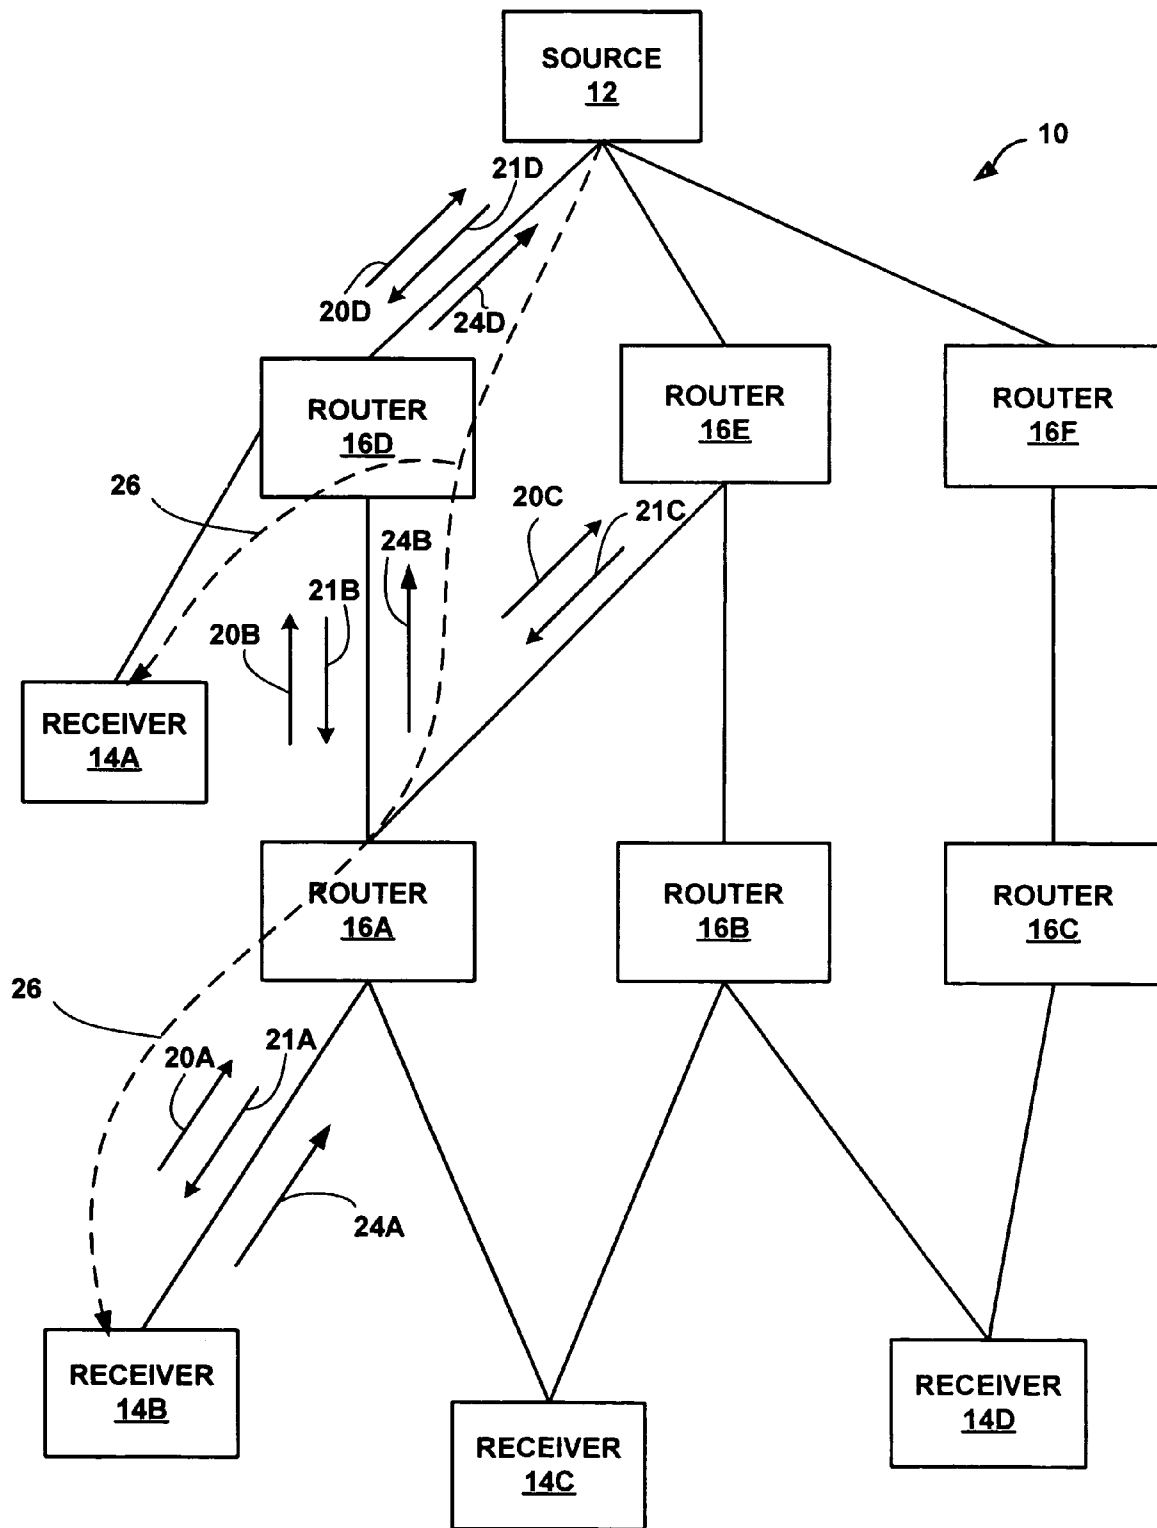 SOURCE
12
10
21D
20D
24D
ROUTER
16D
ROUTER
16E
ROUTER
16F
26
20C
21C
24B
21B
20B
RECEIVER
14A
ROUTER
16A
ROUTER
16B
ROUTER
16C
26
21A
20A
24A
RECEIVER
14B
RECEIVER
14C
RECEIVER
14D